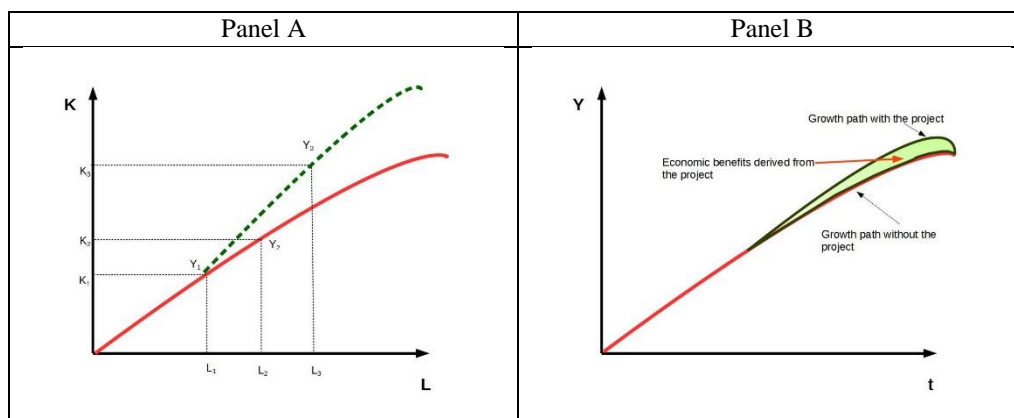 Panel A
Panel B
K
Y₃
K₃
K₂
Y₂
Y₁
K₁
L₁
L₂
L₃
L
Y
Growth path with the project
Economic benefits derived from
the project
Growth path without the
project
t